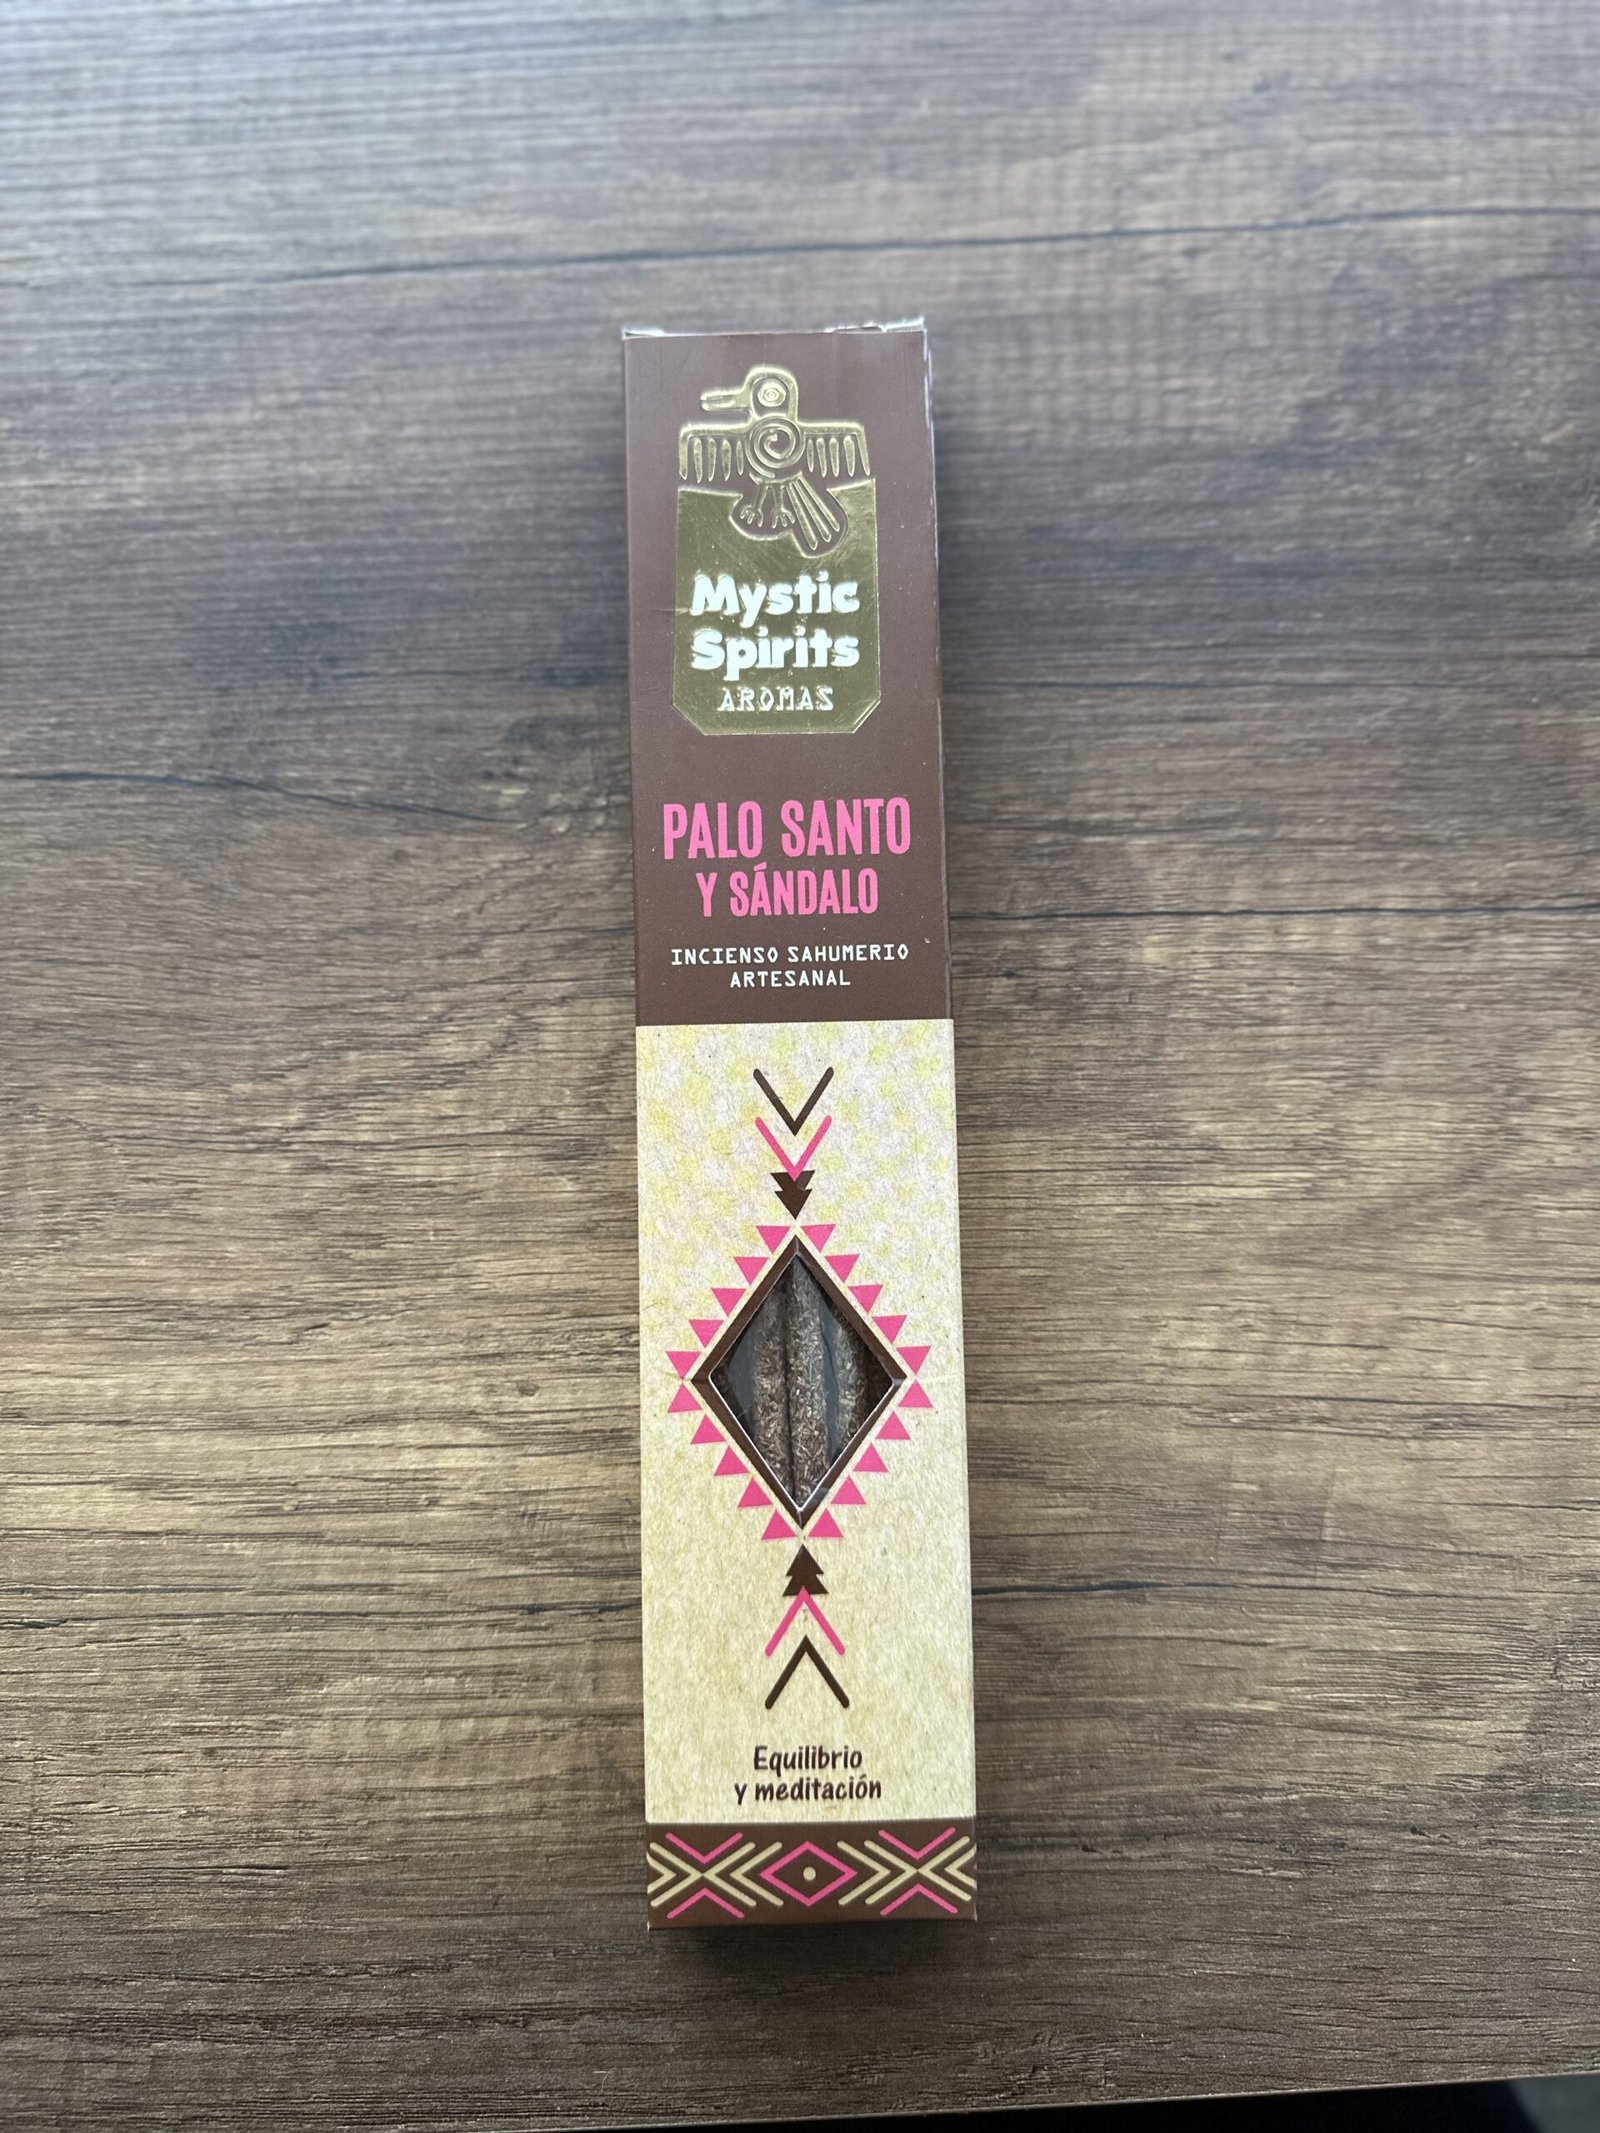 Mystic
Spirits
AROMAS
PALO SANTO
Y SÁNDALO
INCIENSO SAHUMERIO
ARTESANAL
Equilibrio
y meditación